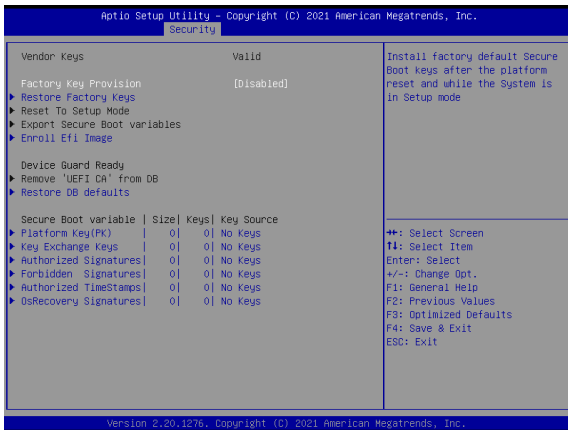 Aptio Setup Utility – Copyright (C) 2021 American Megatrends, Inc.
Security
Vendor Keys Valid
Factory Key Provision [Disabled]
Restore Factory Keys
Reset To Setup Mode
Export Secure Boot variables
Enroll Efi Image
Device Guard Ready
Remove 'UEFI CA' from DB
Restore DB defaults
Secure Boot variable | Size| Keys| Key Source
Platform Key(PK) | 0| 0| No Keys
Key Exchange Keys | 0| 0| No Keys
Authorized Signatures| 0| 0| No Keys
Forbidden Signatures| 0| 0| No Keys
Authorized TimeStamps| 0| 0| No Keys
OsRecovery Signatures| 0| 0| No Keys
Install factory default Secure
Boot keys after the platform
reset and while the System is
in Setup mode
→←: Select Screen
↑↓: Select Item
Enter: Select
+/-: Change Opt.
F1: General Help
F2: Previous Values
F3: Optimized Defaults
F4: Save & Exit
ESC: Exit
Version 2.20.1276. Copyright (C) 2021 American Megatrends, Inc.